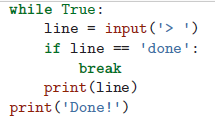 while True:
    line = input('> ')
    if line == 'done':
        break
    print(line)
print('Done!')